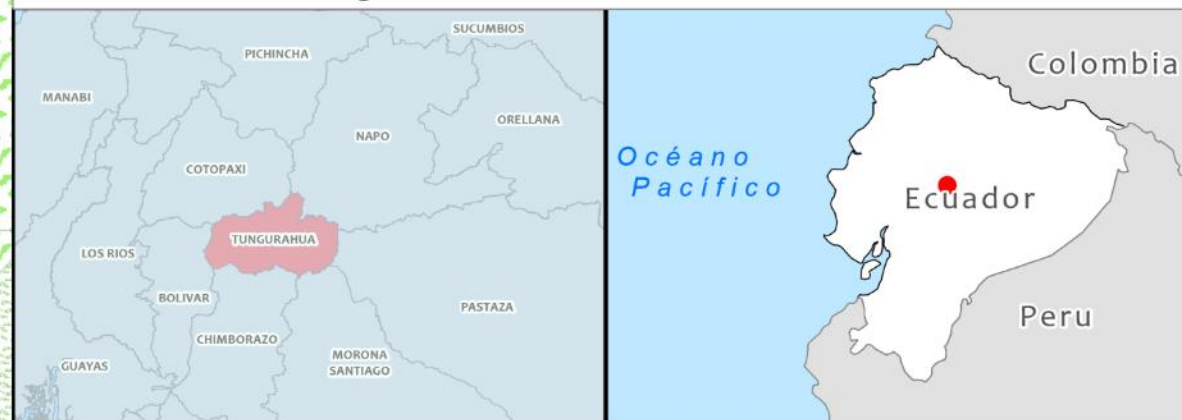 SUCUMBIOS
PICHINCHA
MANABI
ORELLANA
NAPO
COTOPAXI
TUNGURAHUA
LOS RIOS
BOLIVAR
PASTAZA
CHIMBORAZO
MORONA
SANTIAGO
GUAYAS
Colombia
Océano
Pacífico
Ecuador
Peru